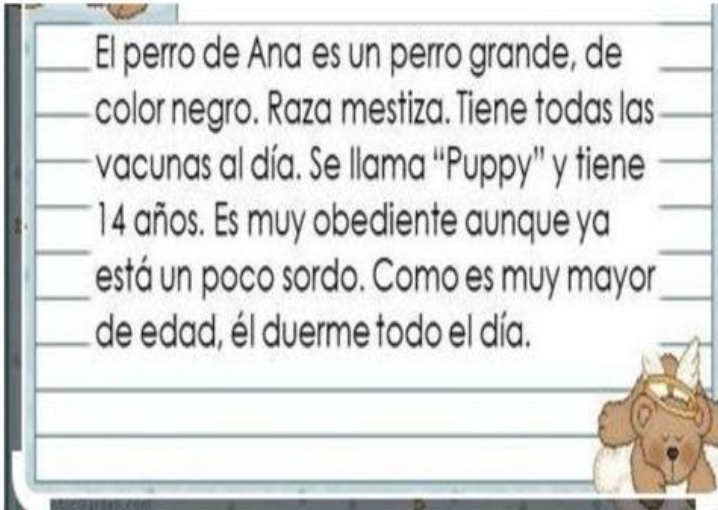 El perro de Ana es un perro grande, de
color negro. Raza mestiza. Tiene todas las
vacunas al día. Se llama “Puppy” y tiene
14 años. Es muy obediente aunque ya
está un poco sordo. Como es muy mayor
de edad, él duerme todo el día.